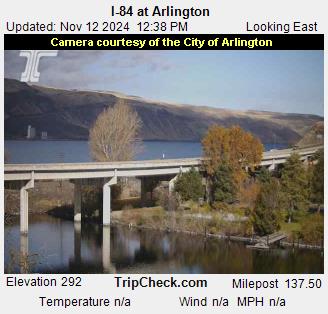 I-84 at Arlington
Updated: Nov 12 2024 12:38 PM Looking East
Camera courtesy of the City of Arlington
Elevation 292 TripCheck.com Milepost 137.50
Temperature n/a Wind n/a MPH n/a